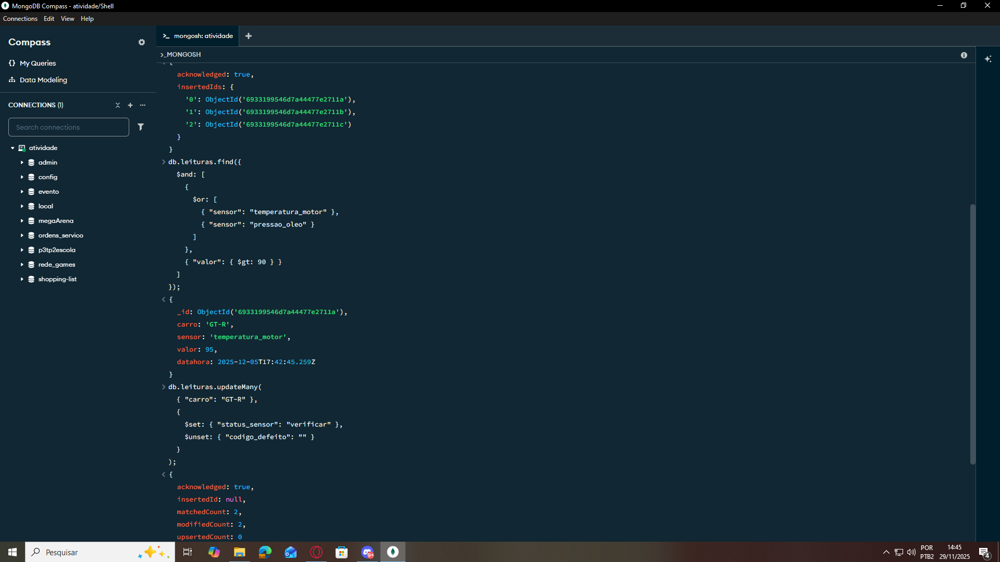 MongoDB Compass - atividade/Shell
Connections Edit View Help
Compass
My Queries
Data Modeling
CONNECTIONS (1)
Search connections
atividade
admin
config
evento
local
megaArena
ordens_servico
p3tp2escola
rede_games
shopping-list
>_ mongosh: atividade
>_MONGOSH
{
acknowledged: true,
insertedIds: {
'0': ObjectId('6933199546d7a44477e2711a'),
'1': ObjectId('6933199546d7a44477e2711b'),
'2': ObjectId('6933199546d7a44477e2711c')
}
}
> db.leituras.find({
$and: [
{
$or: [
{ "sensor": "temperatura_motor" },
{ "sensor": "pressao_oleo" }
]
},
{ "valor": { $gt: 90 } }
]
});
< {
_id: ObjectId('6933199546d7a44477e2711a'),
carro: 'GT-R',
sensor: 'temperatura_motor',
valor: 95,
datahora: 2025-12-05T17:42:45.259Z
}
> db.leituras.updateMany(
{ "carro": "GT-R" },
{
$set: { "status_sensor": "verificar" },
$unset: { "codigo_defeito": "" }
}
);
< {
acknowledged: true,
insertedId: null,
matchedCount: 2,
modifiedCount: 2,
upsertedCount: 0
Pesquisar
9+
POR
PTB2
14:45
29/11/2025
4